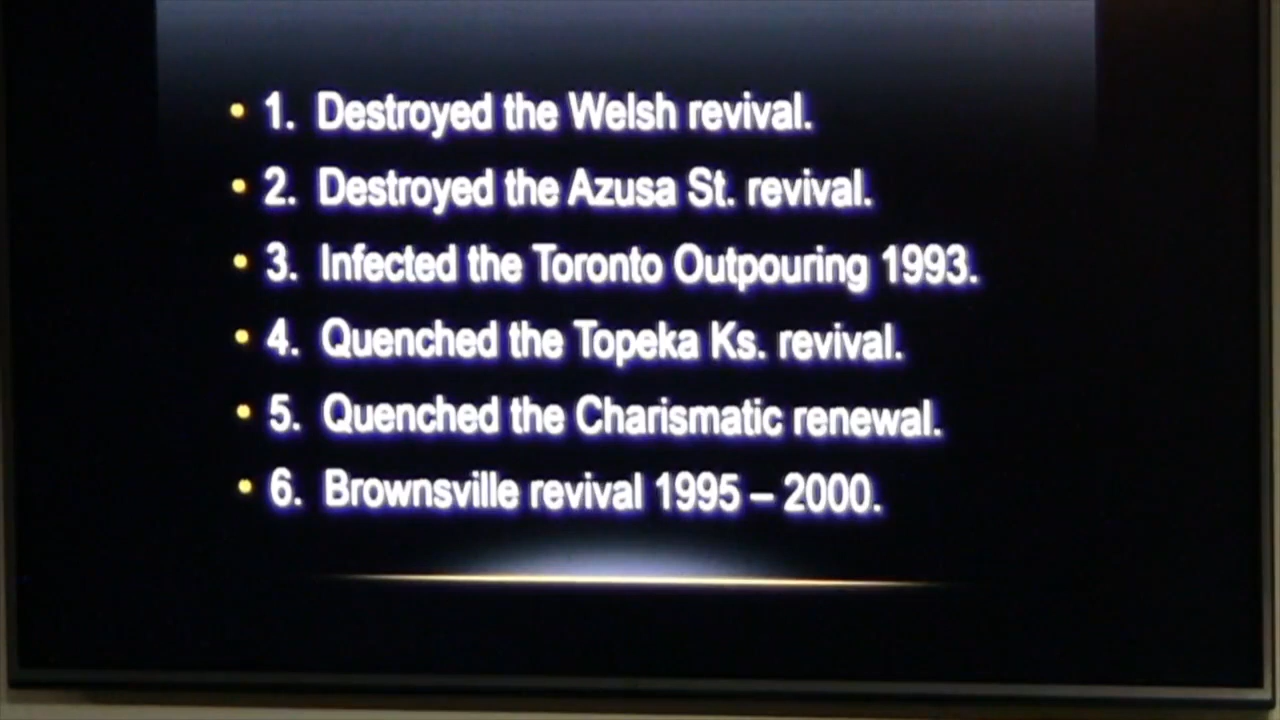 • 1. Destroyed the Welsh revival.
• 2. Destroyed the Azusa St. revival.
• 3. Infected the Toronto Outpouring 1993.
• 4. Quenched the Topeka Ks. revival.
• 5. Quenched the Charismatic renewal.
• 6. Brownsville revival 1995 – 2000.